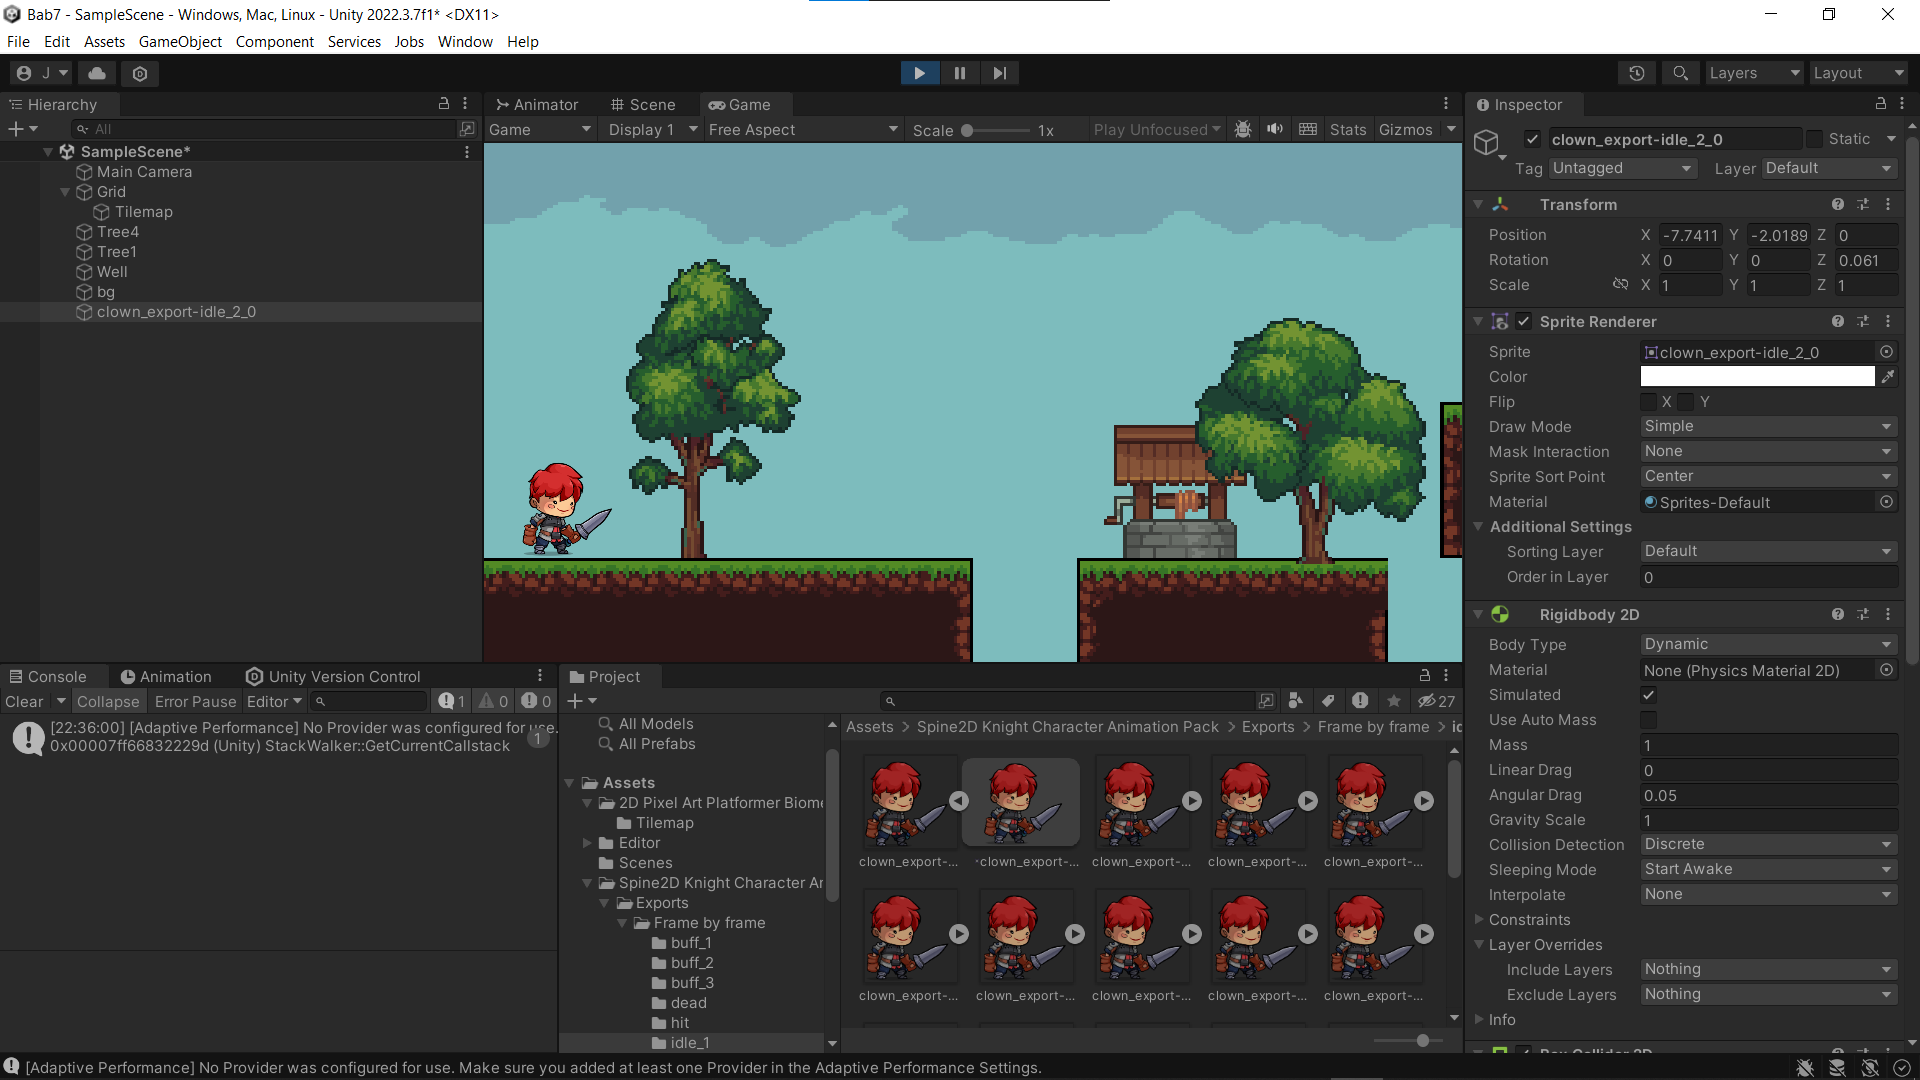 Bab7 - SampleScene - Windows, Mac, Linux - Unity 2022.3.7f1* <DX11>
File Edit Assets GameObject Component Services Jobs Window Help
J Layers Layout
Hierarchy
All
SampleScene*
Main Camera
Grid
Tilemap
Tree4
Tree1
Well
bg
clown_export-idle_2_0
Animator Scene Game
Game Display 1 Free Aspect Scale 1x Play Unfocused Stats Gizmos
Inspector
clown_export-idle_2_0 Static
Tag Untagged Layer Default
Transform
Position X -7.7411 Y -2.0189 Z 0
Rotation X 0 Y 0 Z 0.061
Scale X 1 Y 1 Z 1
Sprite Renderer
Sprite clown_export-idle_2_0
Color
Flip X Y
Draw Mode Simple
Mask Interaction None
Sprite Sort Point Center
Material Sprites-Default
Additional Settings
Sorting Layer Default
Order in Layer 0
Rigidbody 2D
Body Type Dynamic
Material None (Physics Material 2D)
Simulated
Use Auto Mass
Mass 1
Linear Drag 0
Angular Drag 0.05
Gravity Scale 1
Collision Detection Discrete
Sleeping Mode Start Awake
Interpolate None
Constraints
Layer Overrides
Include Layers Nothing
Exclude Layers Nothing
Info
Box Collider 2D
Console Animation Unity Version Control
Clear Collapse Error Pause Editor 1 0 0
[22:36:00] [Adaptive Performance] No Provider was configured for use.
0x00007ff66832229d (Unity) StackWalker::GetCurrentCallstack 1
Project
27
All Models
All Prefabs
Assets
2D Pixel Art Platformer Biome
Tilemap
Editor
Scenes
Spine2D Knight Character Ar
Exports
Frame by frame
buff_1
buff_2
buff_3
dead
hit
idle_1
Assets > Spine2D Knight Character Animation Pack > Exports > Frame by frame > id
clown_export-... clown_export-... clown_export-... clown_export-... clown_export-...
clown_export-... clown_export-... clown_export-... clown_export-... clown_export-...
[Adaptive Performance] No Provider was configured for use. Make sure you added at least one Provider in the Adaptive Performance Settings.